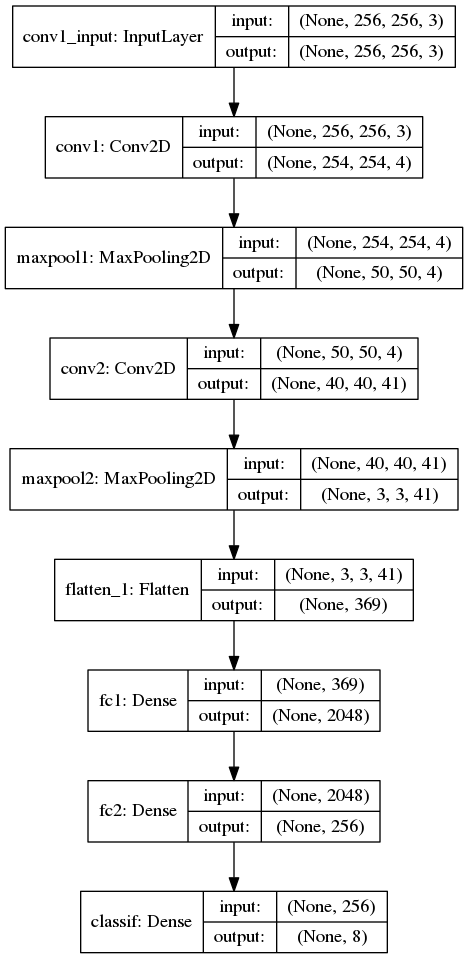 conv1_input: InputLayer input: (None, 256, 256, 3)
output: (None, 256, 256, 3)
conv1: Conv2D input: (None, 256, 256, 3)
output: (None, 254, 254, 4)
maxpool1: MaxPooling2D input: (None, 254, 254, 4)
output: (None, 50, 50, 4)
conv2: Conv2D input: (None, 50, 50, 4)
output: (None, 40, 40, 41)
maxpool2: MaxPooling2D input: (None, 40, 40, 41)
output: (None, 3, 3, 41)
flatten_1: Flatten input: (None, 3, 3, 41)
output: (None, 369)
fc1: Dense input: (None, 369)
output: (None, 2048)
fc2: Dense input: (None, 2048)
output: (None, 256)
classif: Dense input: (None, 256)
output: (None, 8)